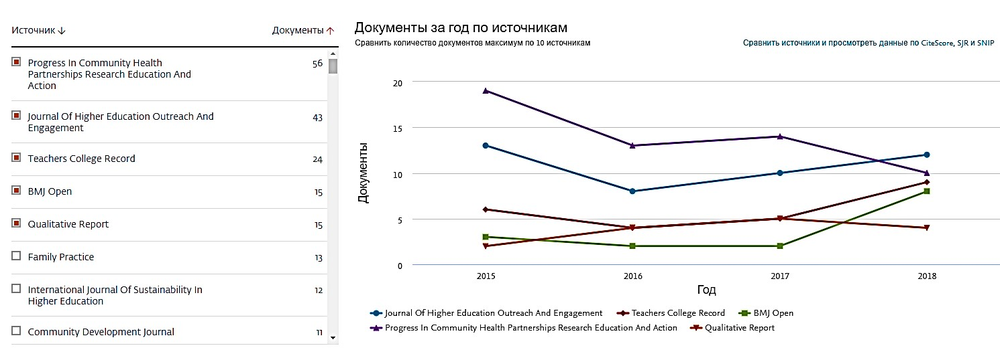 Источник ↓ Документы ↑
Progress In Community Health
Partnerships Research Education And
Action
56
Journal Of Higher Education Outreach And
Engagement
43
Teachers College Record 24
BMJ Open 15
Qualitative Report 15
Family Practice 13
International Journal Of Sustainability In
Higher Education
12
Community Development Journal 11
Документы за год по источникам
Сравнить количество документов максимум по 10 источникам
Сравнить источники и просмотреть данные по CiteScore, SJR и SNIP
Документы
20
15
10
5
0
2015 2016 2017 2018
Год
Journal Of Higher Education Outreach And Engagement Teachers College Record BMJ Open
Progress In Community Health Partnerships Research Education And Action Qualitative Report